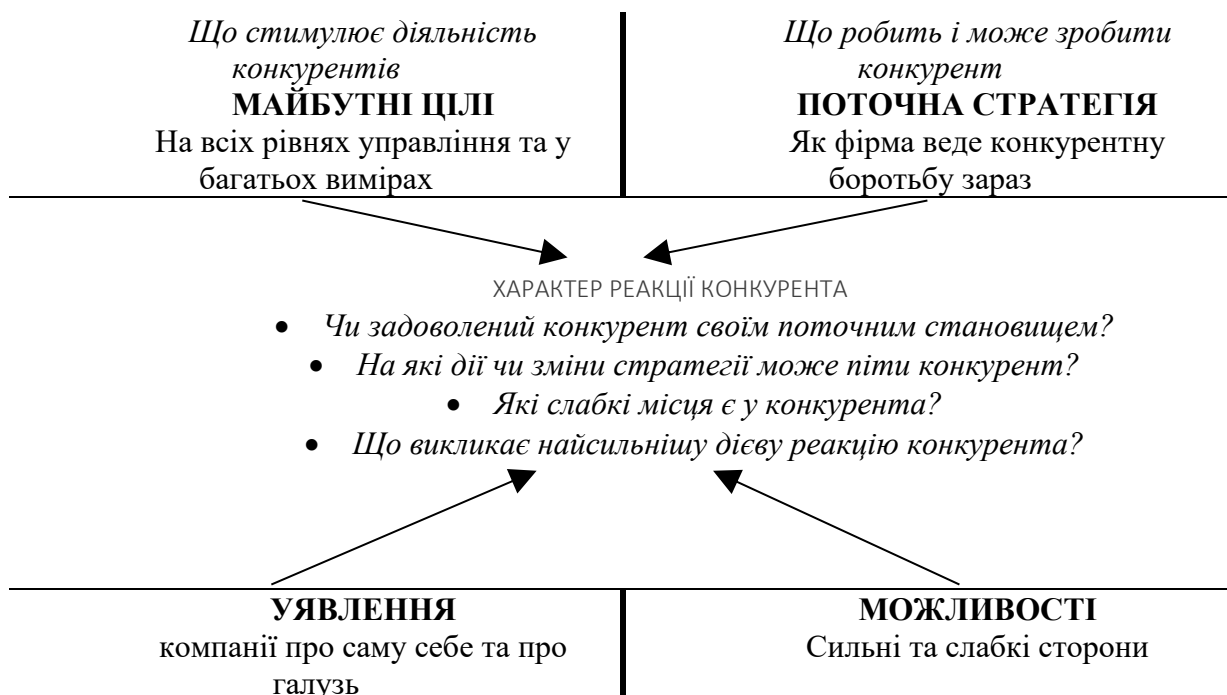 Що стимулює діяльність
конкурентів
МАЙБУТНІ ЦІЛІ
На всіх рівнях управління та у
багатьох вимірах
Що робить і може зробити
конкурент
ПОТОЧНА СТРАТЕГІЯ
Як фірма веде конкурентну
боротьбу зараз
ХАРАКТЕР РЕАКЦІЇ КОНКУРЕНТА
• Чи задоволений конкурент своїм поточним становищем?
• На які дії чи зміни стратегії може піти конкурент?
• Які слабкі місця є у конкурента?
• Що викликає найсильнішу дієву реакцію конкурента?
УЯВЛЕННЯ
компанії про саму себе та про
галузь
МОЖЛИВОСТІ
Сильні та слабкі сторони